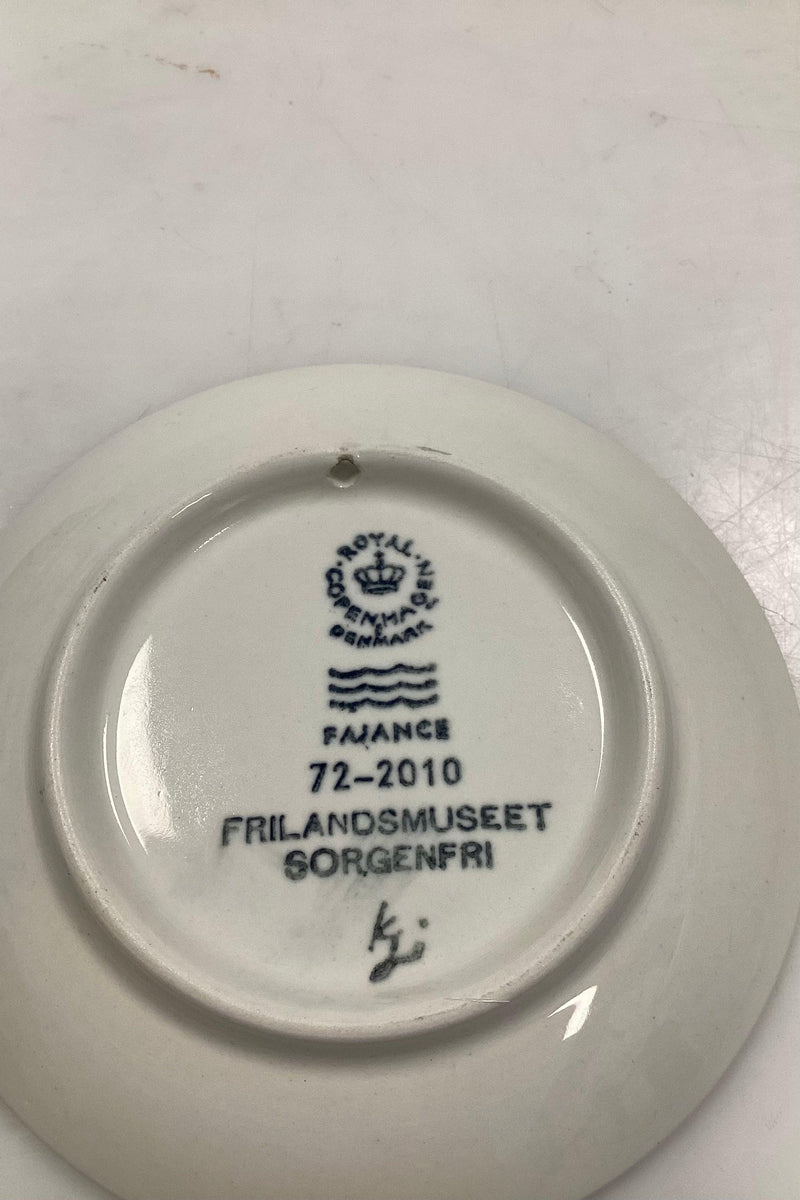 ROYAL
COPENHAGEN
DENMARK
FAJANCE
72-2010
FRILANDSMUSEET
SORGENFRI